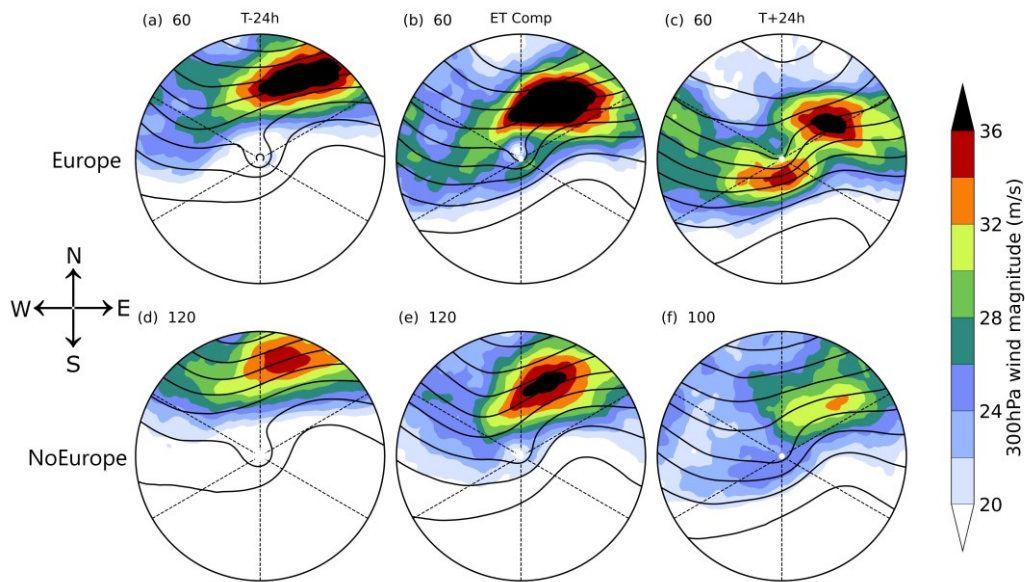 (a) 60 T-24h
(b) 60 ET Comp
(c) 60 T+24h
Europe
N
W E
S
(d) 120
(e) 120
(f) 100
NoEurope
36
32
28
24
20
300hPa wind magnitude (m/s)